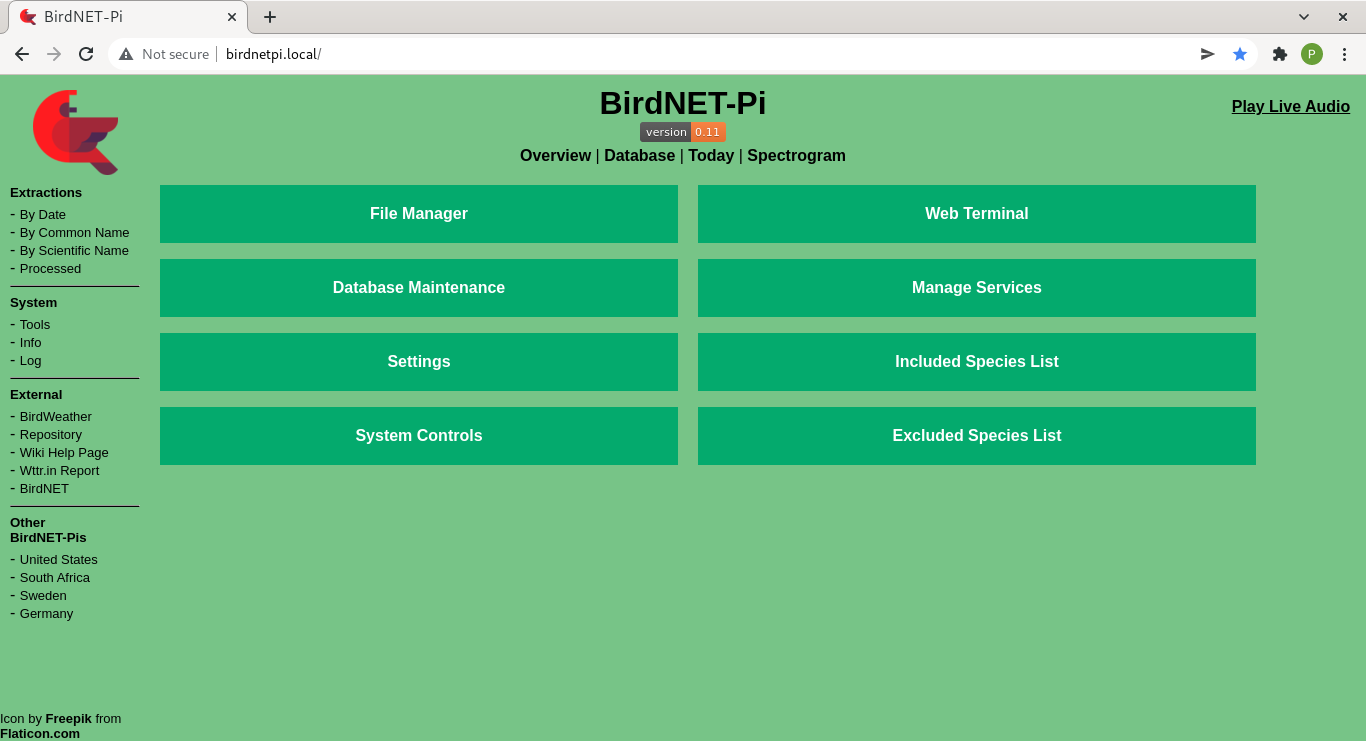 BirdNET-Pi
Not secure
birdnetpi.local/
P
BirdNET-Pi
version 0.11
Overview | Database | Today | Spectrogram
Play Live Audio
Extractions
- By Date
- By Common Name
- By Scientific Name
- Processed
System
- Tools
- Info
- Log
External
- BirdWeather
- Repository
- Wiki Help Page
- Wttr.in Report
- BirdNET
Other
BirdNET-Pis
- United States
- South Africa
- Sweden
- Germany
Icon by Freepik from
Flaticon.com
File Manager
Web Terminal
Database Maintenance
Manage Services
Settings
Included Species List
System Controls
Excluded Species List